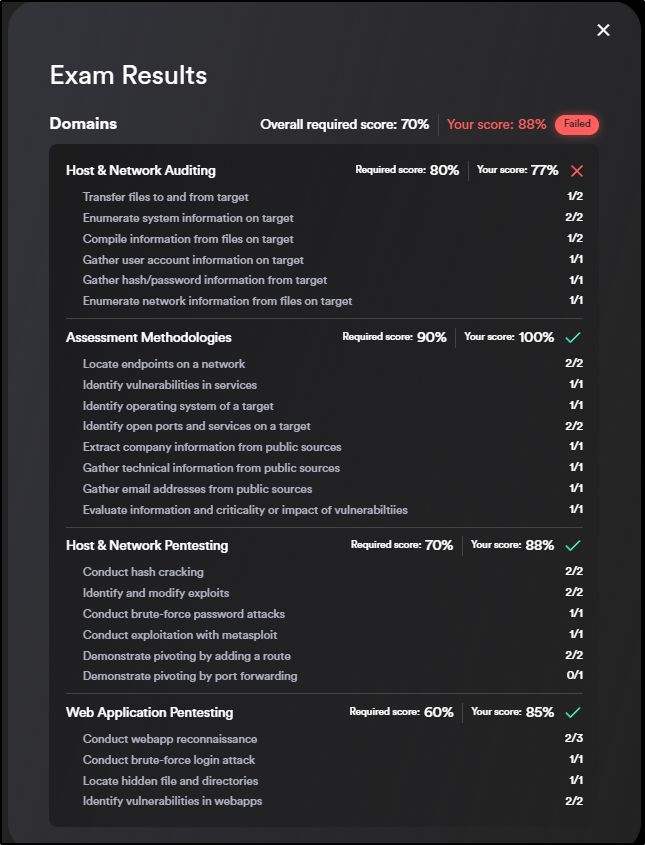 Exam Results
Domains Overall required score: 70% Your score: 88% Failed
Host & Network Auditing Required score: 80% Your score: 77%
Transfer files to and from target 1/2
Enumerate system information on target 2/2
Compile information from files on target 1/2
Gather user account information on target 1/1
Gather hash/password information from target 1/1
Enumerate network information from files on target 1/1
Assessment Methodologies Required score: 90% Your score: 100%
Locate endpoints on a network 2/2
Identify vulnerabilities in services 1/1
Identify operating system of a target 1/1
Identify open ports and services on a target 2/2
Extract company information from public sources 1/1
Gather technical information from public sources 1/1
Gather email addresses from public sources 1/1
Evaluate information and criticality or impact of vulnerabiltiies 1/1
Host & Network Pentesting Required score: 70% Your score: 88%
Conduct hash cracking 2/2
Identify and modify exploits 2/2
Conduct brute-force password attacks 1/1
Conduct exploitation with metasploit 1/1
Demonstrate pivoting by adding a route 2/2
Demonstrate pivoting by port forwarding 0/1
Web Application Pentesting Required score: 60% Your score: 85%
Conduct webapp reconnaissance 2/3
Conduct brute-force login attack 1/1
Locate hidden file and directories 1/1
Identify vulnerabilities in webapps 2/2